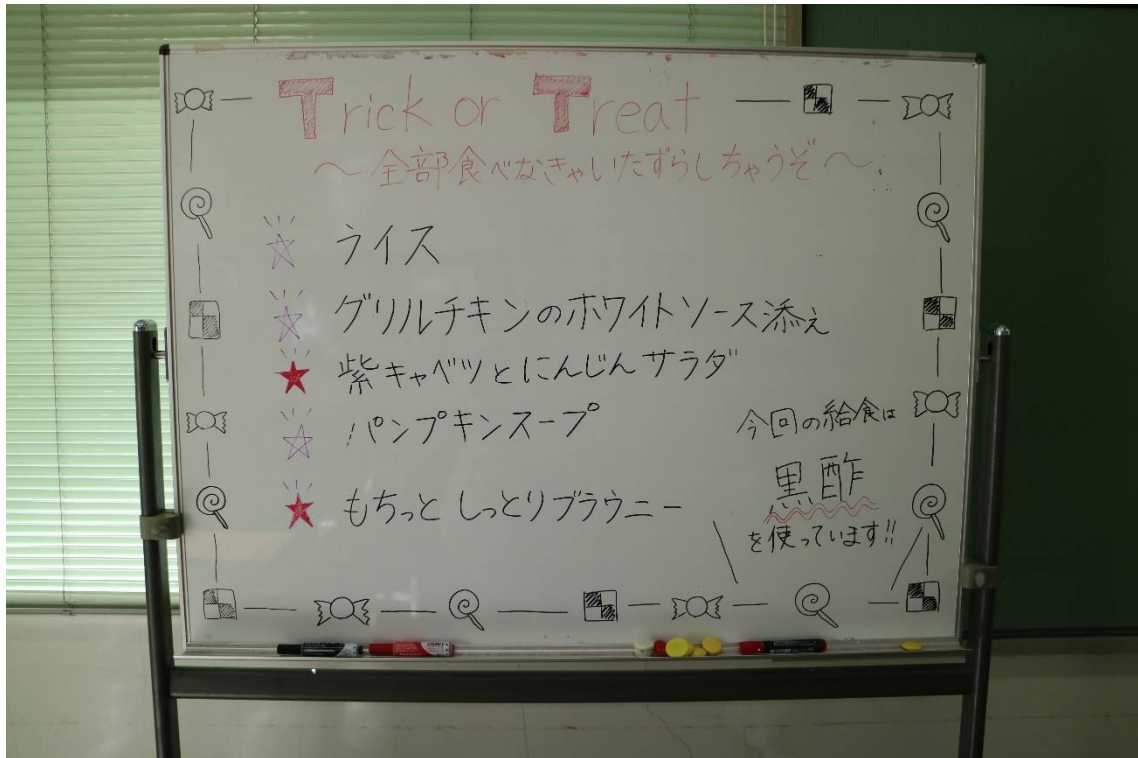 Trick or Treat
～全部食べなきゃいたずらしちゃうぞ～
ライス
グリルチキンのホワイトソース添え
紫キャベツとにんじんサラダ
パンプキンスープ
もちっとしっとりブラウニー
今回の給食は
黒酢
を使っています!!